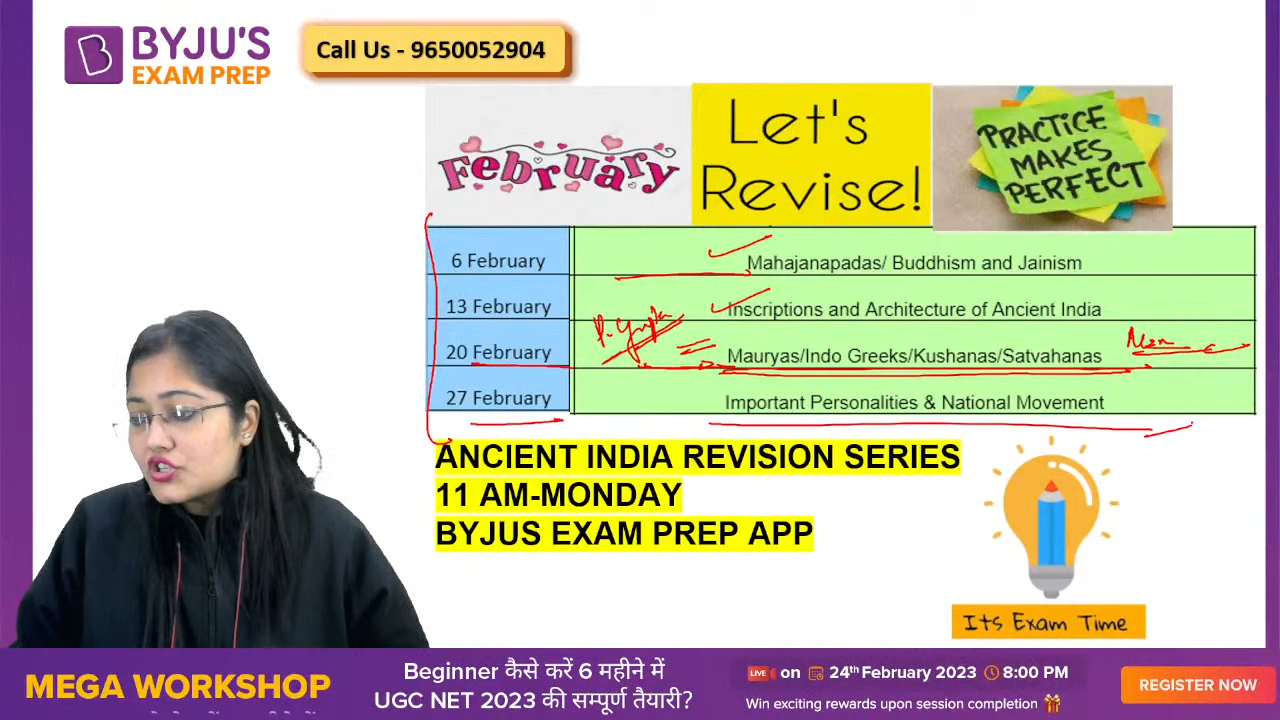 BYJU'S
EXAM PREP
Call Us - 9650052904
February
Let's
Revise!
PRACTICE
MAKES
PERFECT
6 February
Mahajanapadas/ Buddhism and Jainism
13 February
Inscriptions and Architecture of Ancient India
P. Gupta
20 February
Mauryas/Indo Greeks/Kushanas/Satvahanas
27 February
Important Personalities & National Movement
ANCIENT INDIA REVISION SERIES
11 AM-MONDAY
BYJUS EXAM PREP APP
Its Exam Time
MEGA WORKSHOP
Beginner कैसे करें 6 महीने में
UGC NET 2023 की सम्पूर्ण तैयारी?
LIVE on 24th February 2023 8:00 PM
Win exciting rewards upon session completion
REGISTER NOW